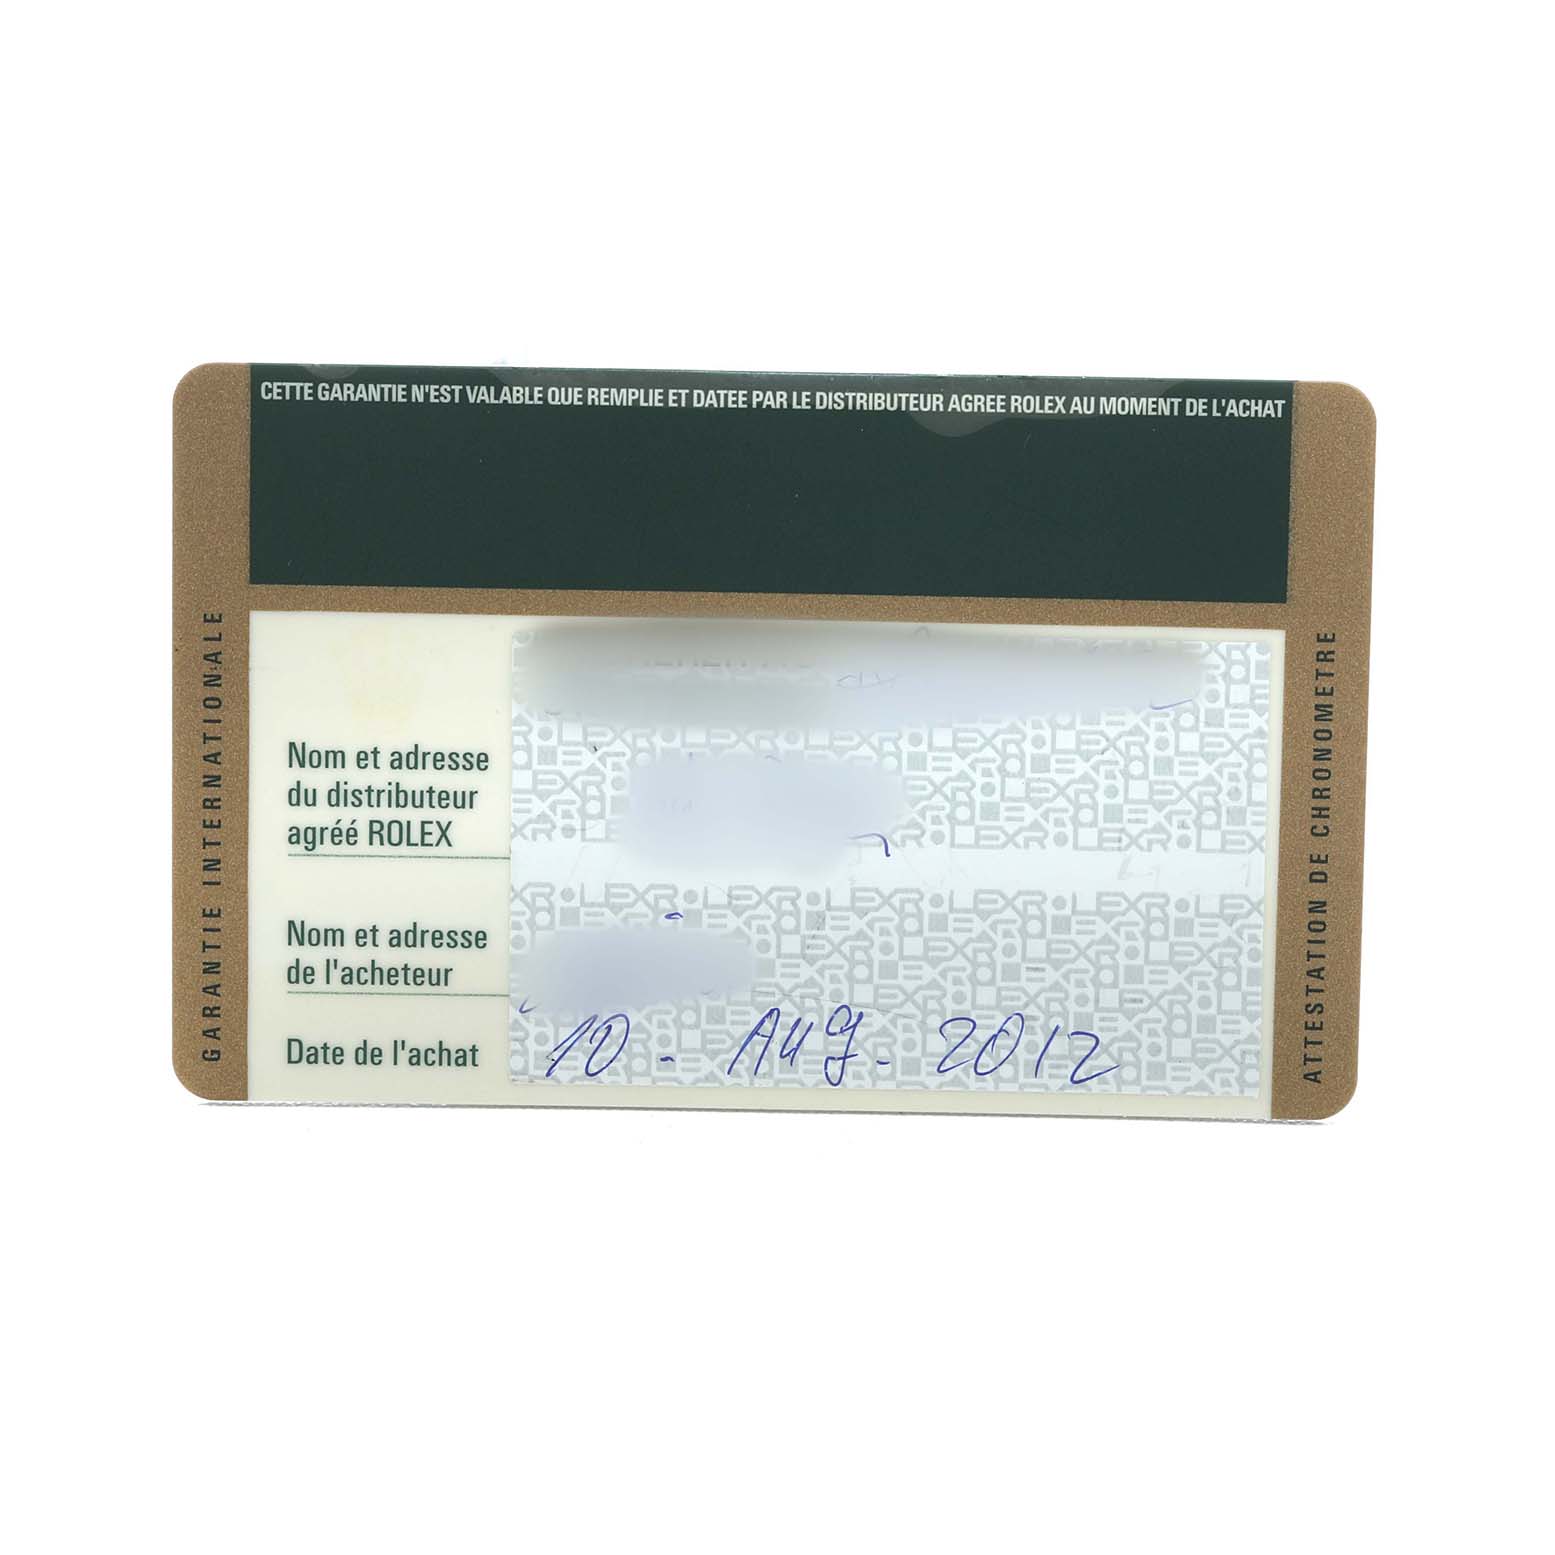 CETTE GARANTIE N'EST VALABLE QUE REMPLIE ET DATEE PAR LE DISTRIBUTEUR AGREE ROLEX AU MOMENT DE L'ACHAT
GARANTIE INTERNATIONALE
Nom et adresse
du distributeur
agréé ROLEX
Nom et adresse
de l'acheteur
Date de l'achat
10 - Aug - 2012
ATTESTATION DE CHRONOMETRE